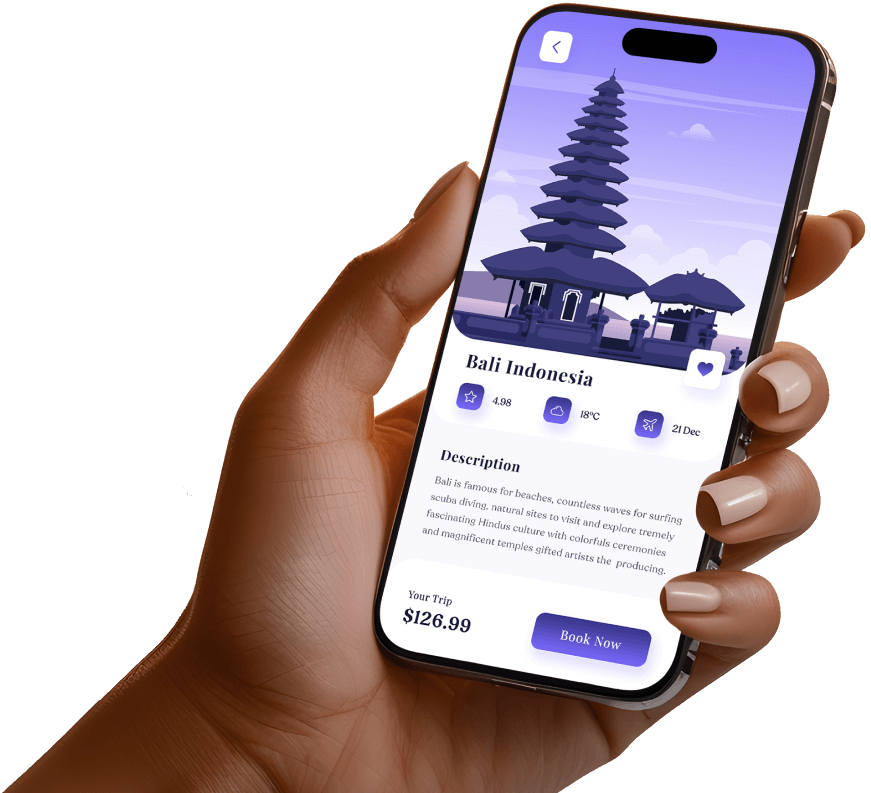 Bali Indonesia
4.98
18°C
21 Dec
Description
Bali is famous for beaches, countless waves for surfing
scuba diving, natural sites to visit and explore tremely
fascinating Hindus culture with colorfuls ceremonies
and magnificent temples gifted artists the producing.
Your Trip
$126.99
Book Now